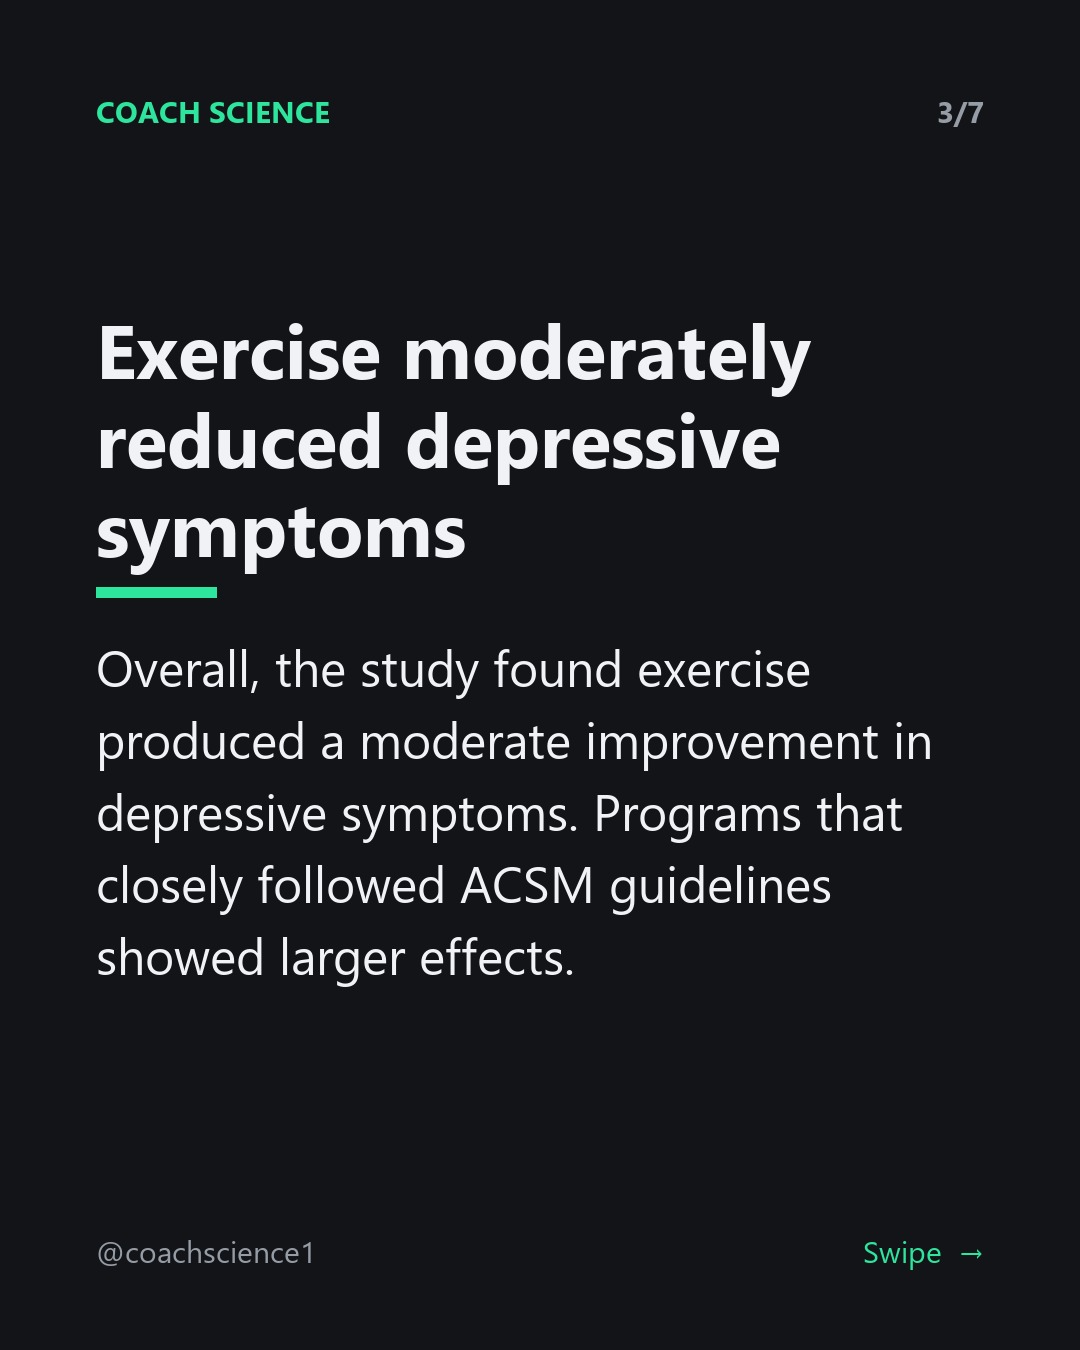 COACH SCIENCE
3/7
Exercise moderately
reduced depressive
symptoms
Overall, the study found exercise
produced a moderate improvement in
depressive symptoms. Programs that
closely followed ACSM guidelines
showed larger effects.
@coachscience1
Swipe →